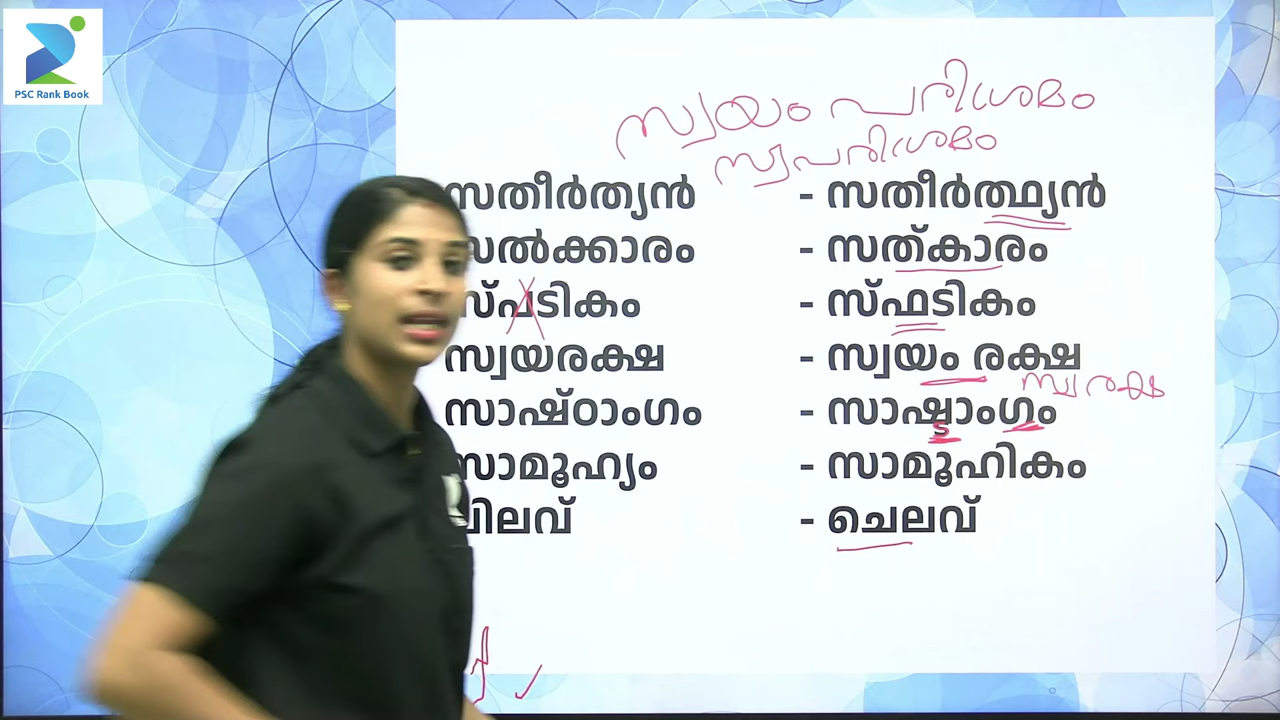 PSC Rank Book
സ്വയം പരിശ്രമം
സ്വപരിശ്രമം
സതീർത്യൻ - സതീർത്ഥ്യൻ
സൽക്കാരം - സത്കാരം
സ്പടികം - സ്ഫടികം
സ്വയരക്ഷ - സ്വയം രക്ഷ
സ്വരക്ഷ
സാഷ്ഠാംഗം - സാഷ്ടാംഗം
സാമൂഹ്യം - സാമൂഹികം
ചിലവ് - ചെലവ്